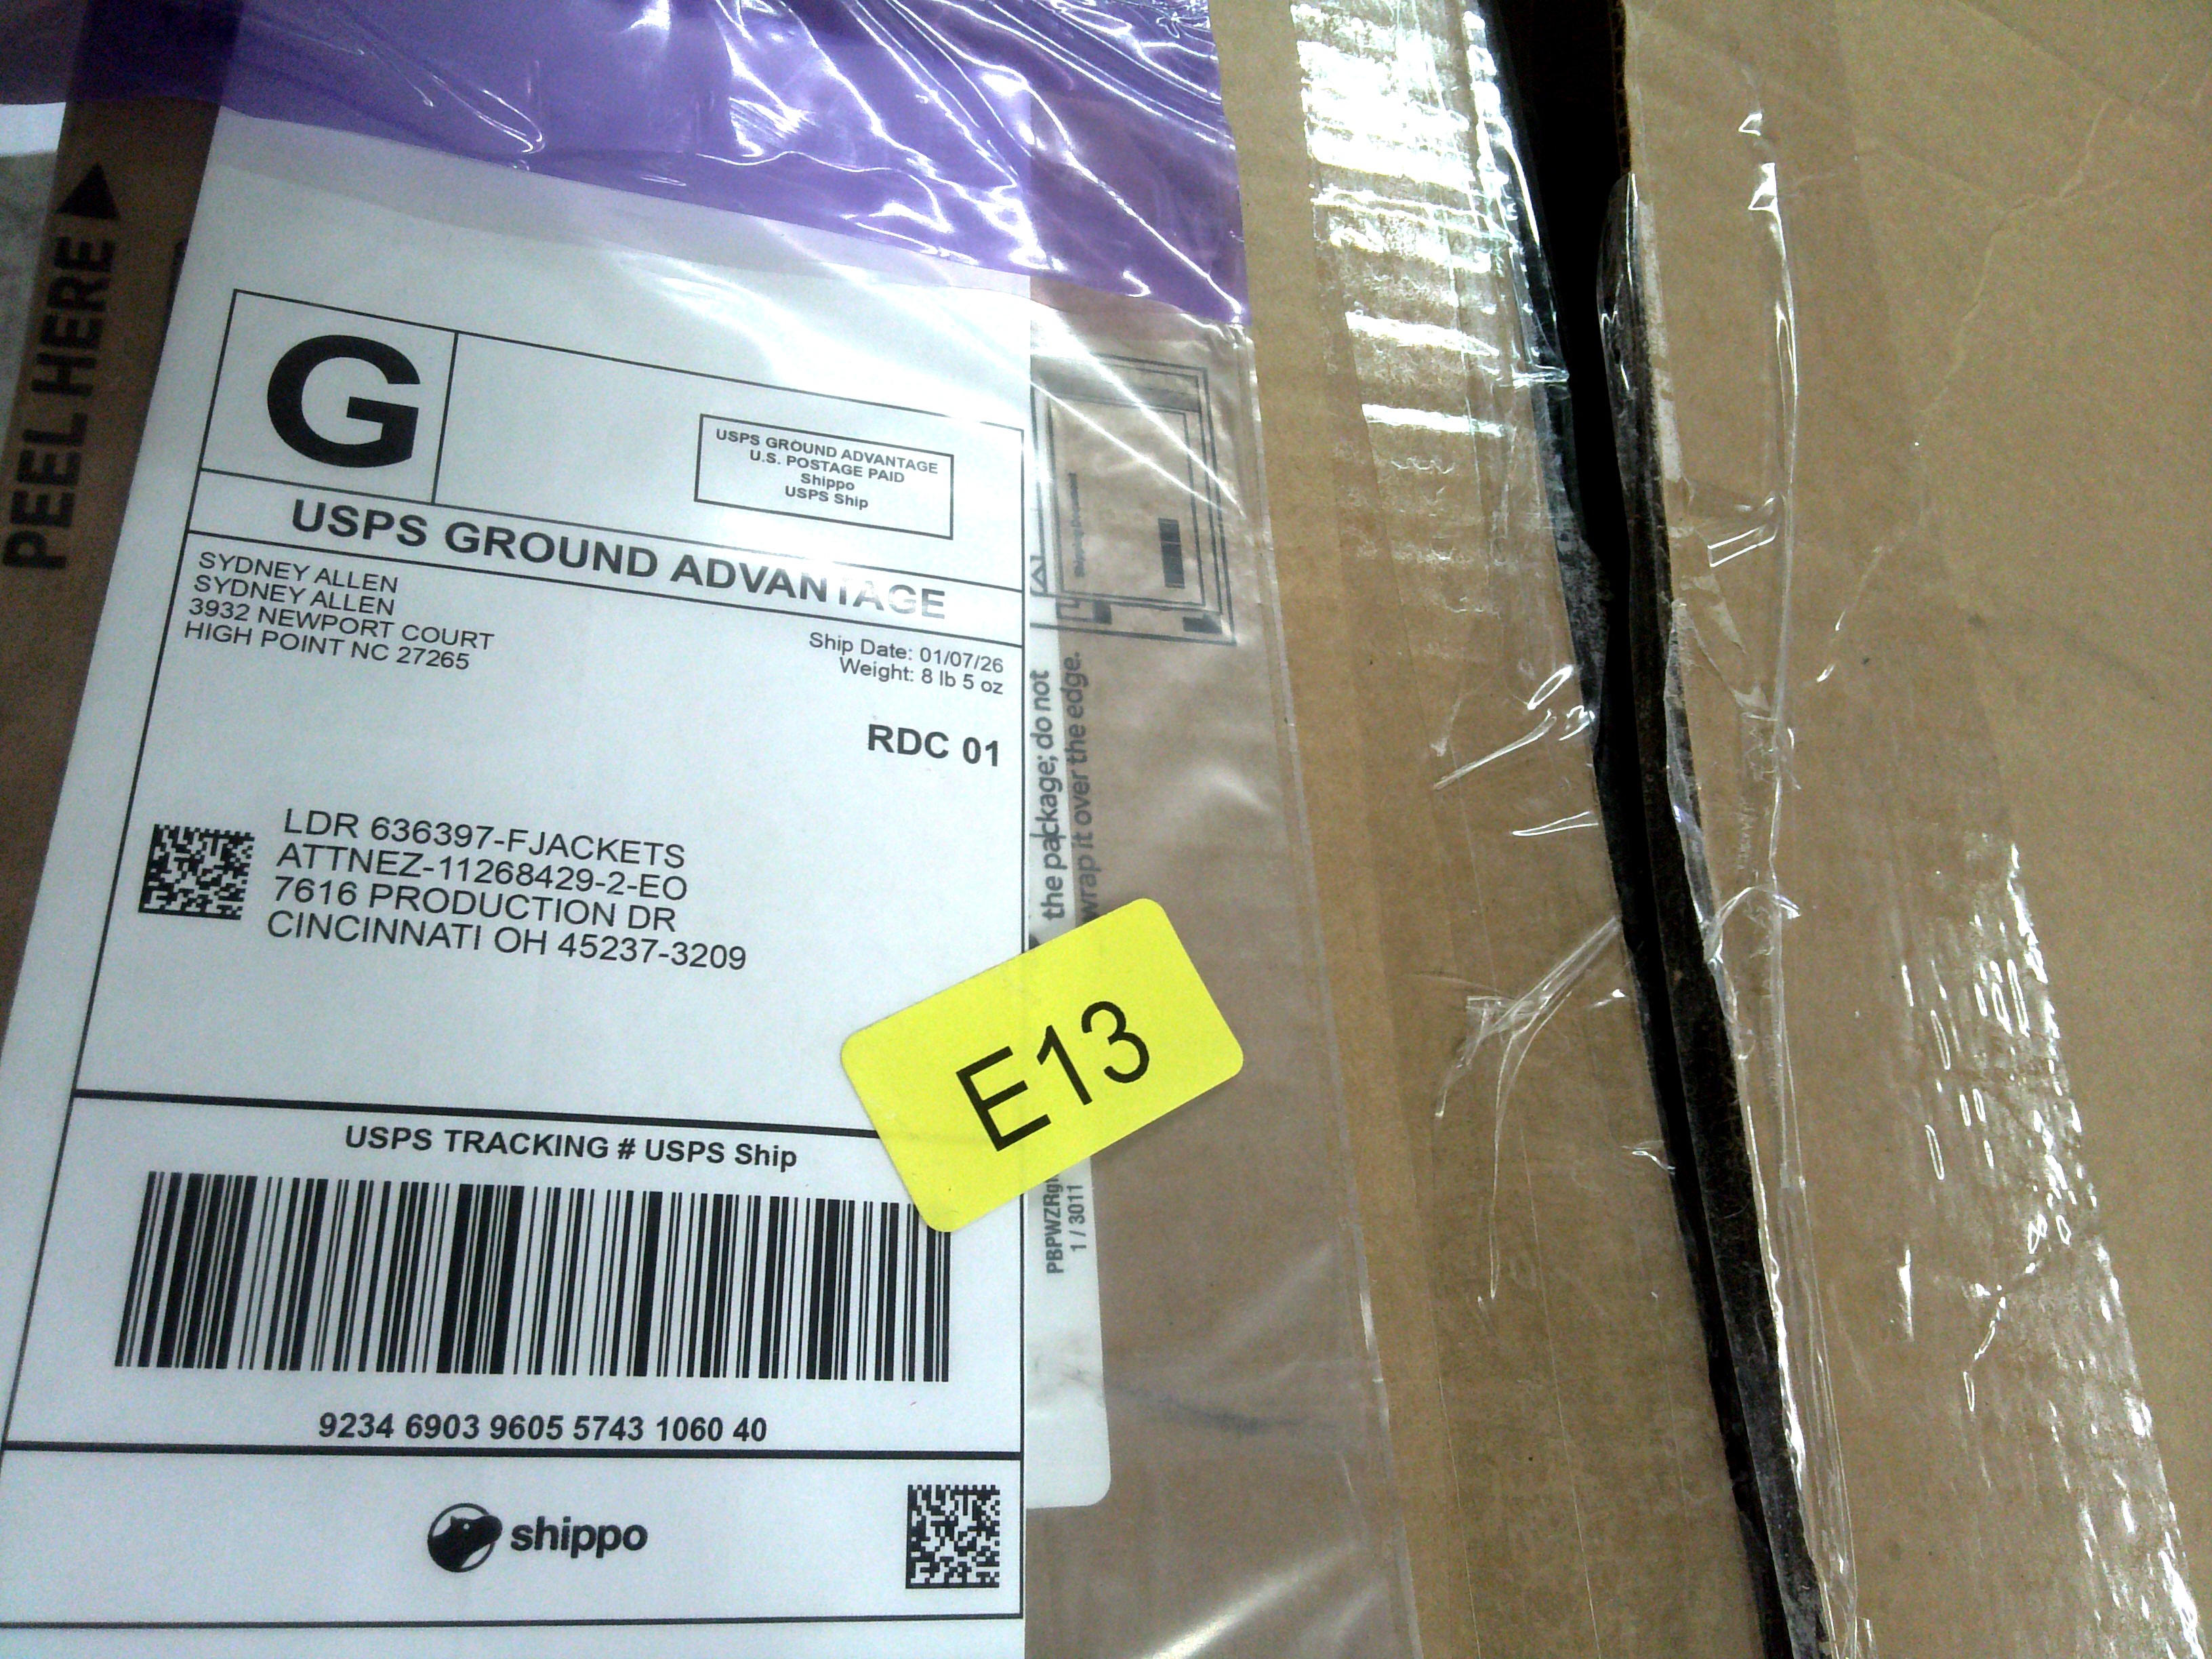 PEEL HERE
G
USPS GROUND ADVANTAGE
U.S. POSTAGE PAID
Shippo
USPS Ship
USPS GROUND ADVANTAGE
SYDNEY ALLEN
SYDNEY ALLEN
3932 NEWPORT COURT
HIGH POINT NC 27265
Ship Date: 01/07/26
Weight: 8 lb 5 oz
RDC 01
LDR 636397-FJACKETS
ATTNEZ-11268429-2-EO
7616 PRODUCTION DR
CINCINNATI OH 45237-3209
the package; do not
wrap it over the edge.
E13
USPS TRACKING # USPS Ship
9234 6903 9605 5743 1060 40
1 / 3011
shippo